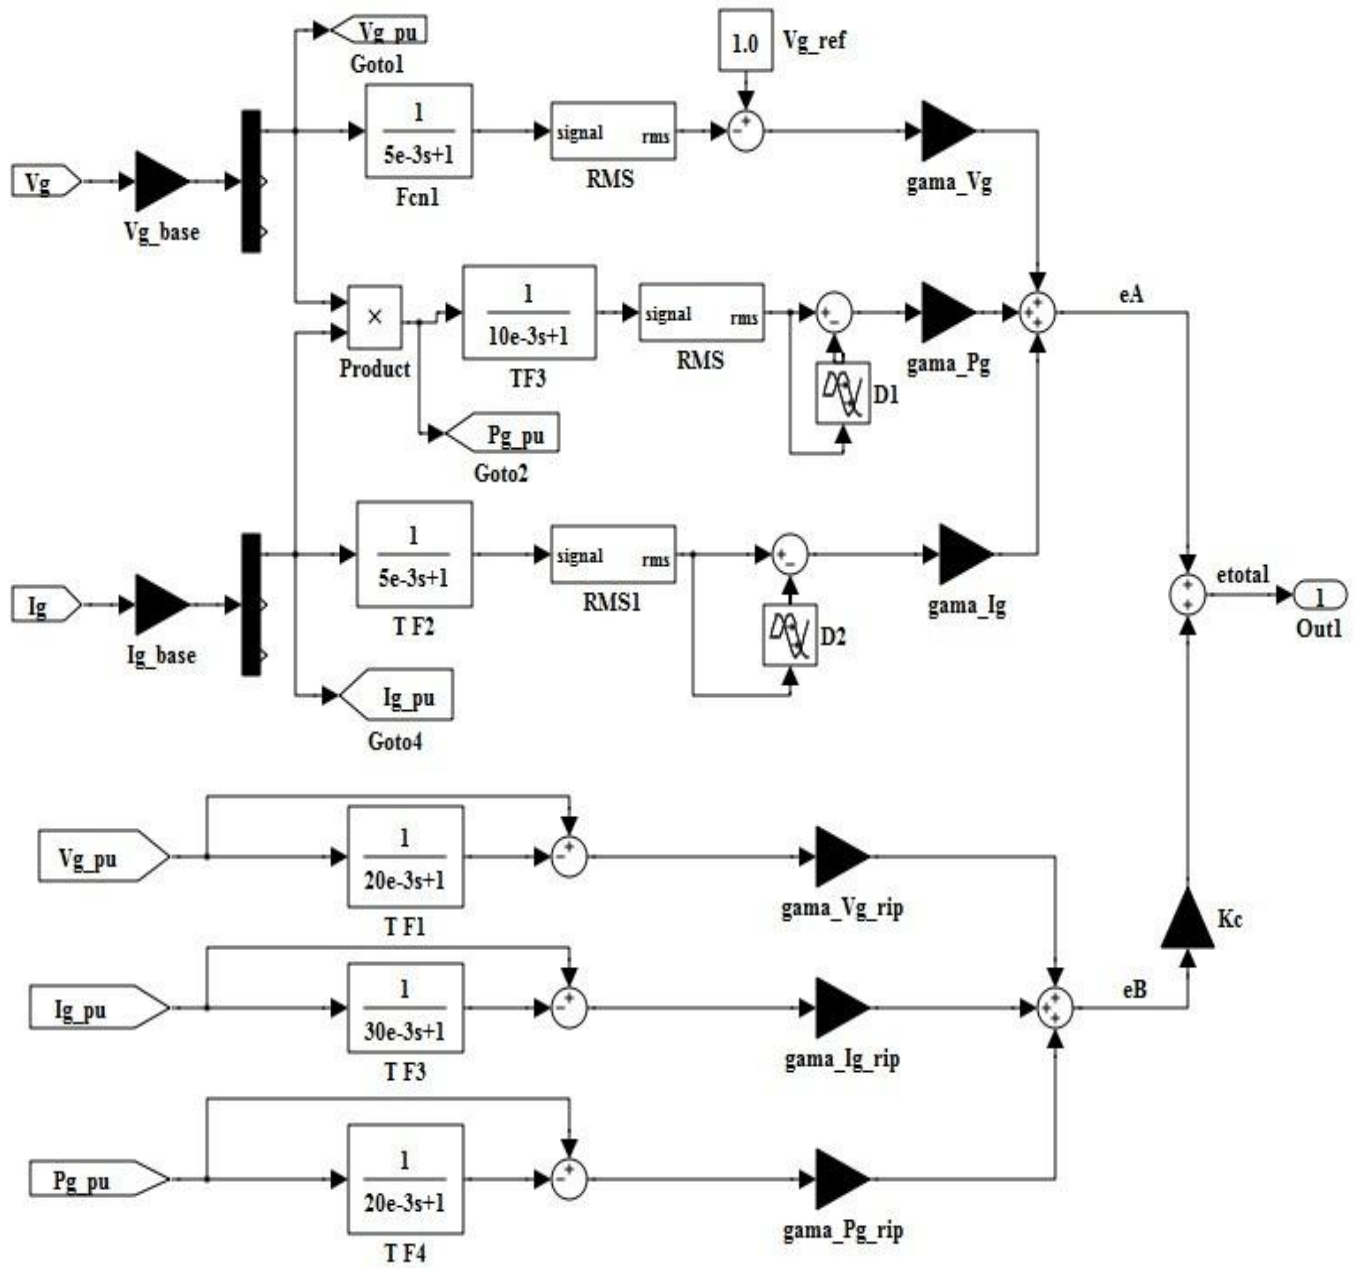 Vg_pu
Goto1
1.0
Vg_ref
1
5e-3s+1
Fcn1
signal
rms
RMS
+
−
gama_Vg
Vg
Vg_base
×
Product
1
10e-3s+1
TF3
signal
rms
RMS
+
−
D1
gama_Pg
+
+
+
eA
Pg_pu
Goto2
Ig
Ig_base
1
5e-3s+1
T F2
signal
rms
RMS1
+
−
D2
gama_Ig
Ig_pu
Goto4
+
+
etotal
1
Out1
Vg_pu
1
20e-3s+1
T F1
+
−
gama_Vg_rip
Kc
Ig_pu
1
30e-3s+1
T F3
+
−
gama_Ig_rip
+
+
+
eB
Pg_pu
1
20e-3s+1
T F4
+
−
gama_Pg_rip